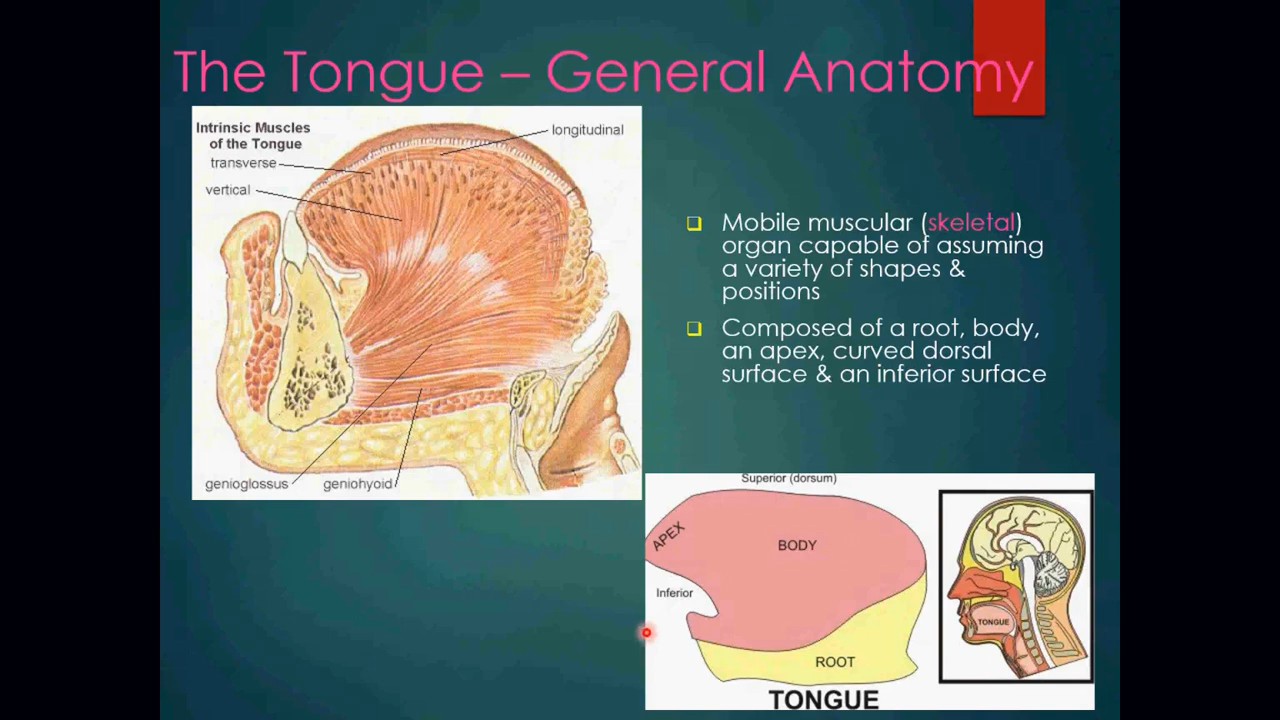 The Tongue – General Anatomy
Intrinsic Muscles
of the Tongue
transverse
vertical
longitudinal
genioglossus
geniohyoid
Mobile muscular (skeletal)
organ capable of assuming
a variety of shapes &
positions
Composed of a root, body,
an apex, curved dorsal
surface & an inferior surface
Superior (dorsum)
APEX
BODY
Inferior
ROOT
TONGUE
TONGUE